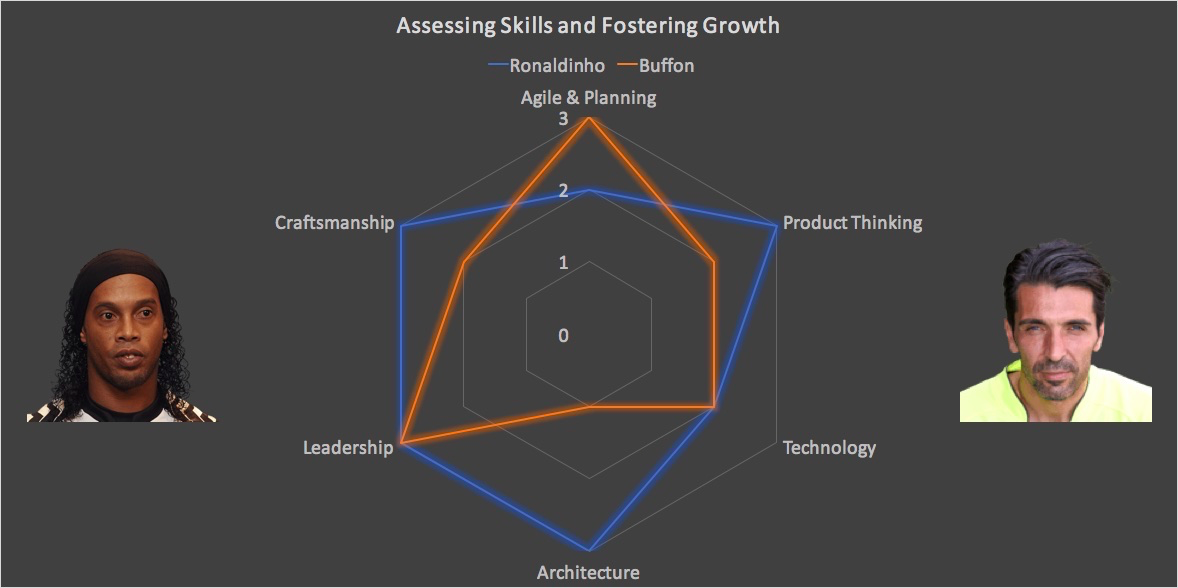 Assessing Skills and Fostering Growth
Ronaldinho Buffon
Agile & Planning
3
2
Craftsmanship
Product Thinking
1
0
Leadership
Technology
Architecture